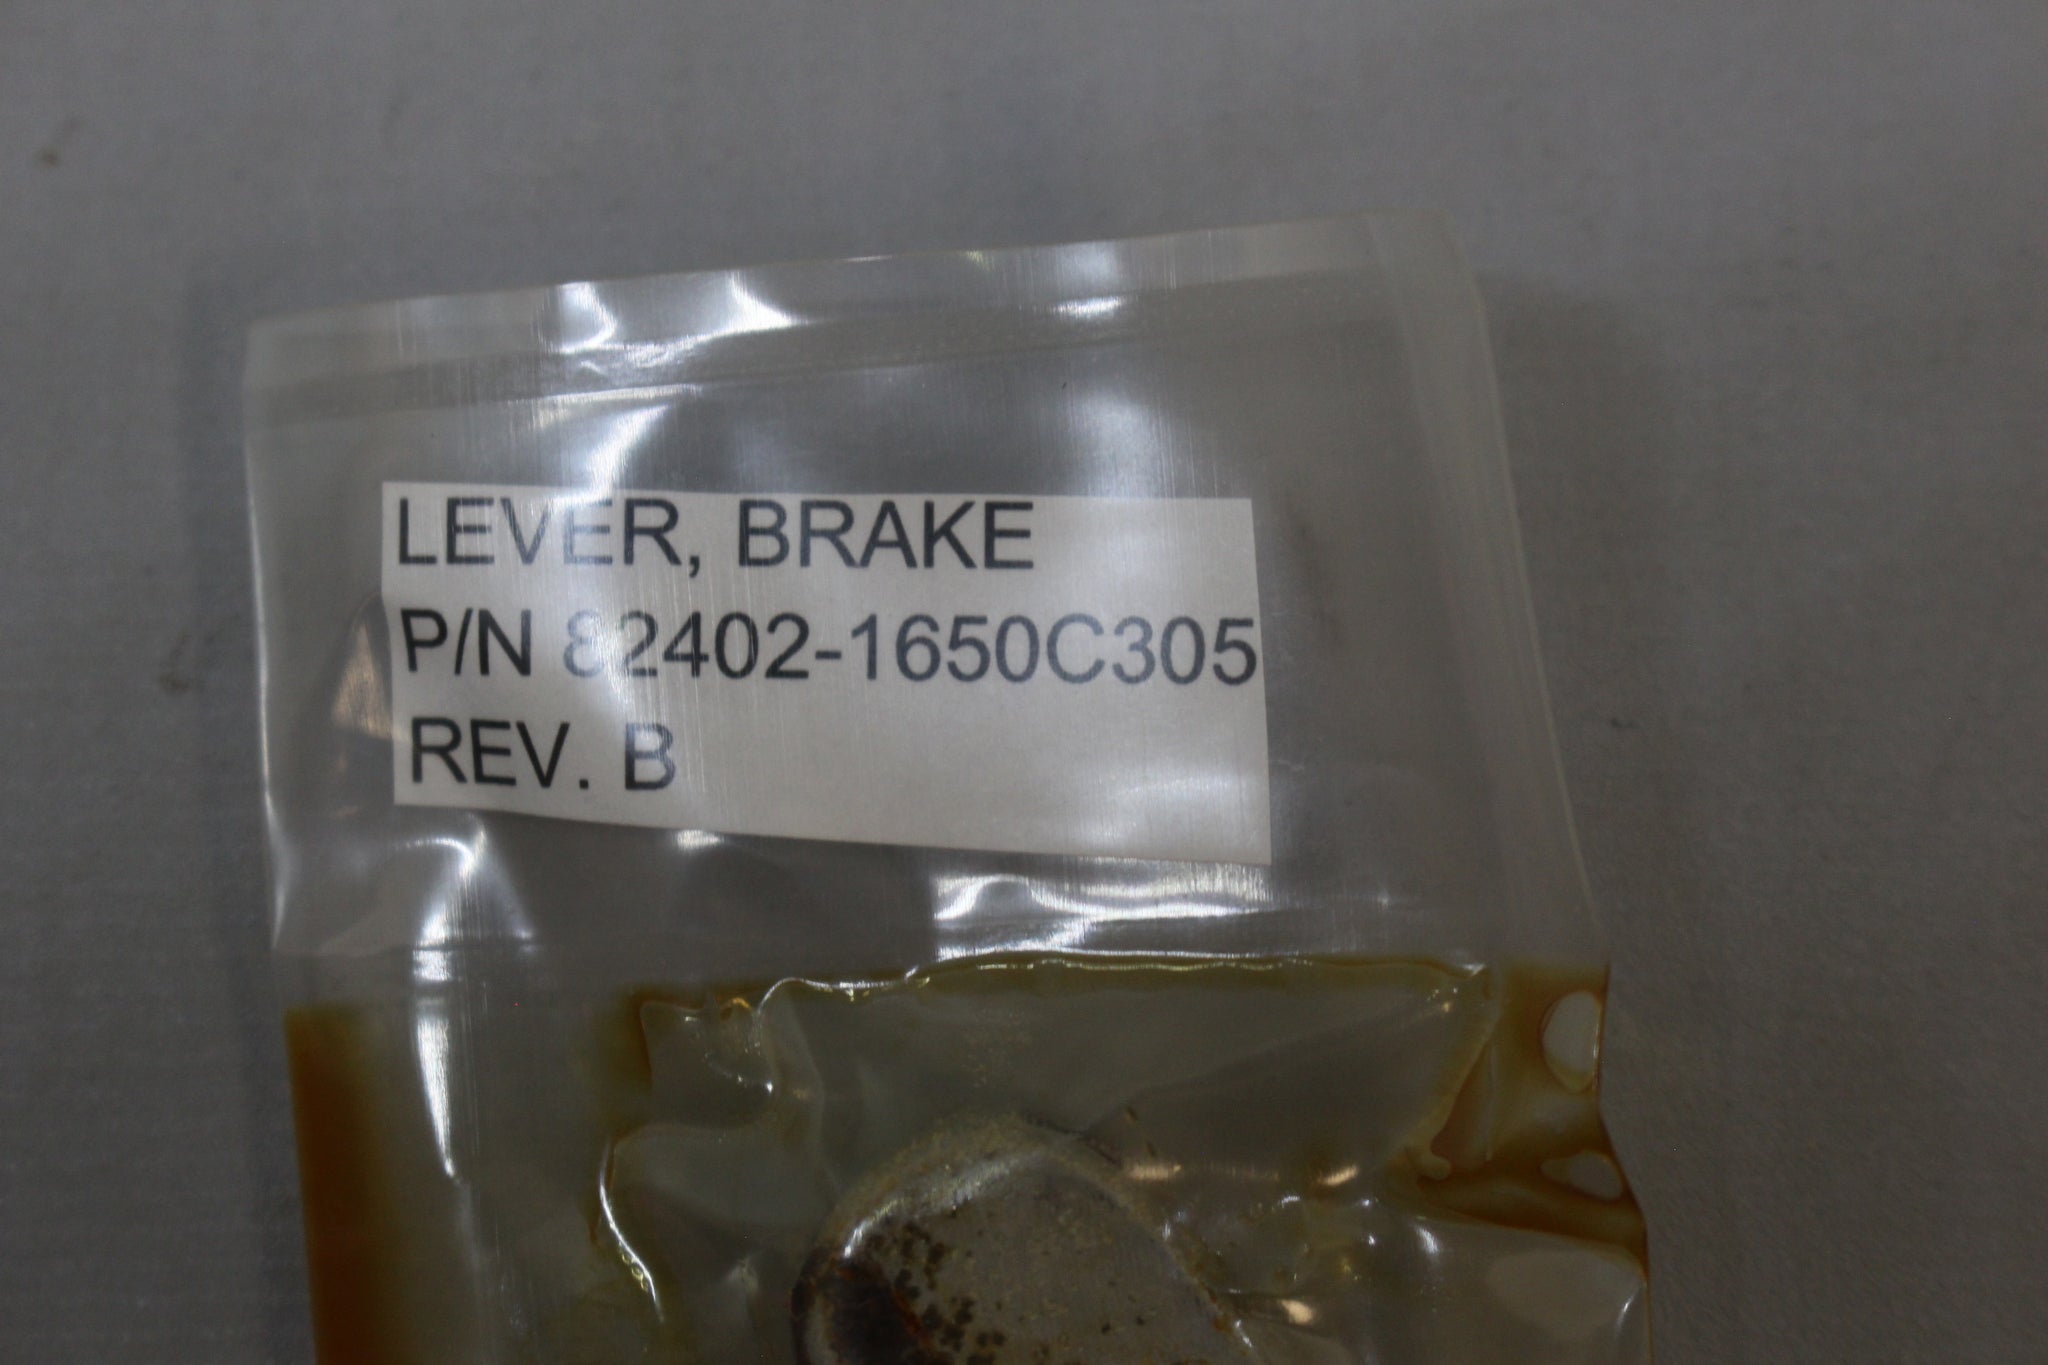 LEVER, BRAKE
P/N 82402-1650C305
REV. B